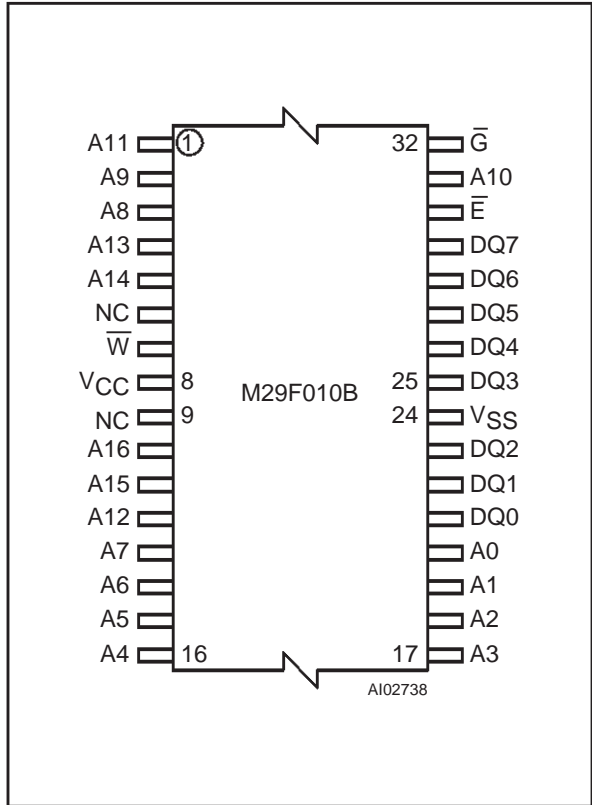 A11 1 32 G̅
A9 A10
A8 E̅
A13 DQ7
A14 DQ6
NC DQ5
W̅ DQ4
VCC 8 M29F010B 25 DQ3
NC 9 24 VSS
A16 DQ2
A15 DQ1
A12 DQ0
A7 A0
A6 A1
A5 A2
A4 16 17 A3
AI02738